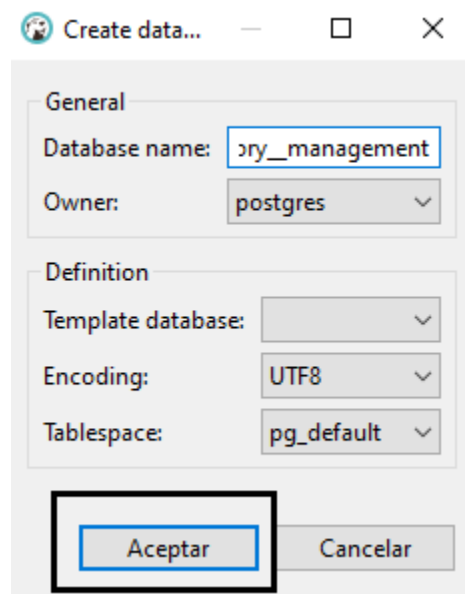 Create data...
General
Database name: ory__management
Owner: postgres
Definition
Template database:
Encoding: UTF8
Tablespace: pg_default
Aceptar Cancelar